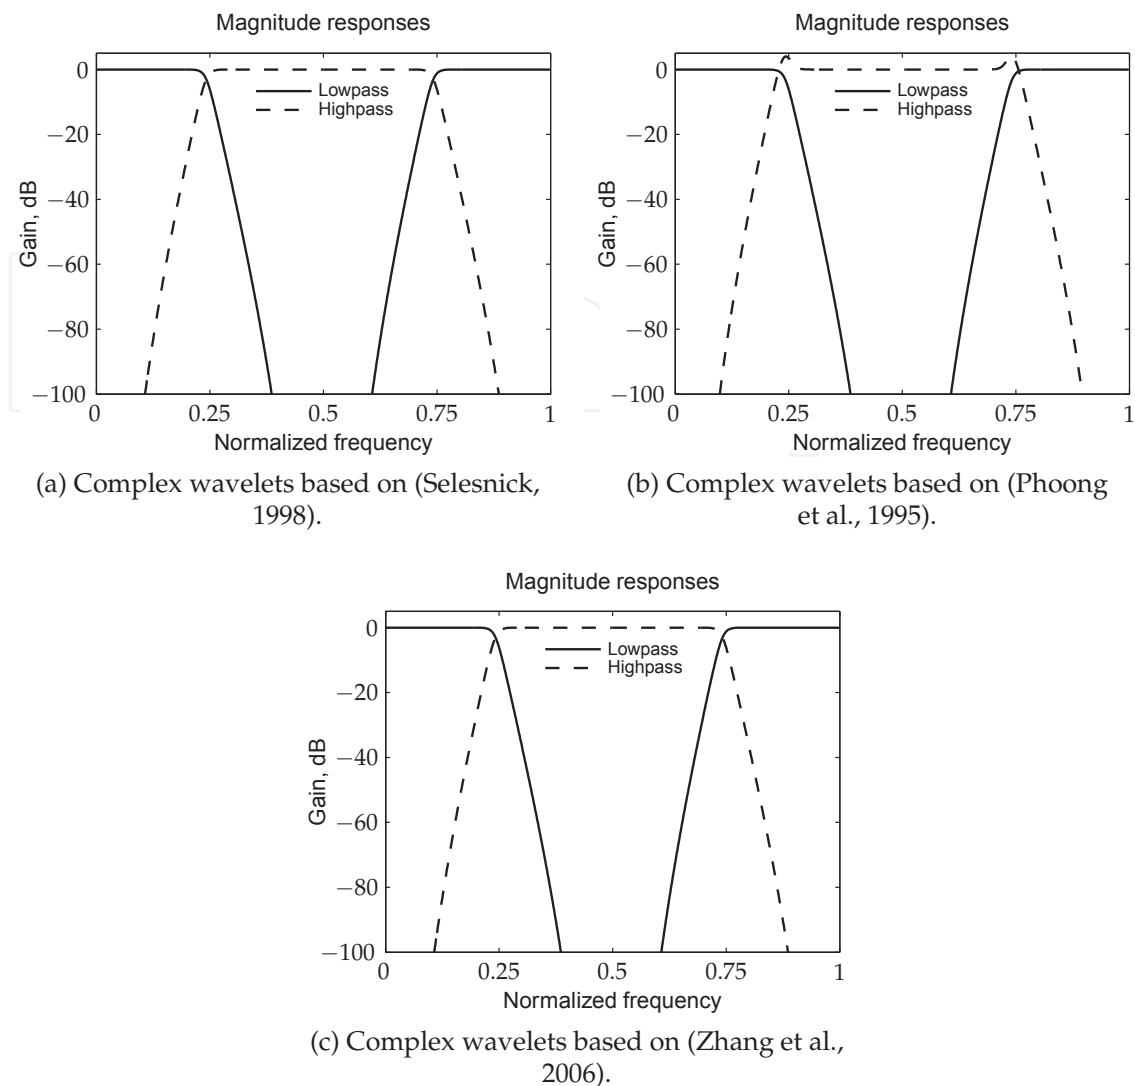 Magnitude responses
0
−20
−40
−60
−80
−100
Gain, dB
Lowpass
Highpass
0 0.25 0.5 0.75 1
Normalized frequency
(a) Complex wavelets based on (Selesnick,
1998).
Magnitude responses
0
−20
−40
−60
−80
−100
Gain, dB
Lowpass
Highpass
0 0.25 0.5 0.75 1
Normalized frequency
(b) Complex wavelets based on (Phoong
et al., 1995).
Magnitude responses
0
−20
−40
−60
−80
−100
Gain, dB
Lowpass
Highpass
0 0.25 0.5 0.75 1
Normalized frequency
(c) Complex wavelets based on (Zhang et al.,
2006).